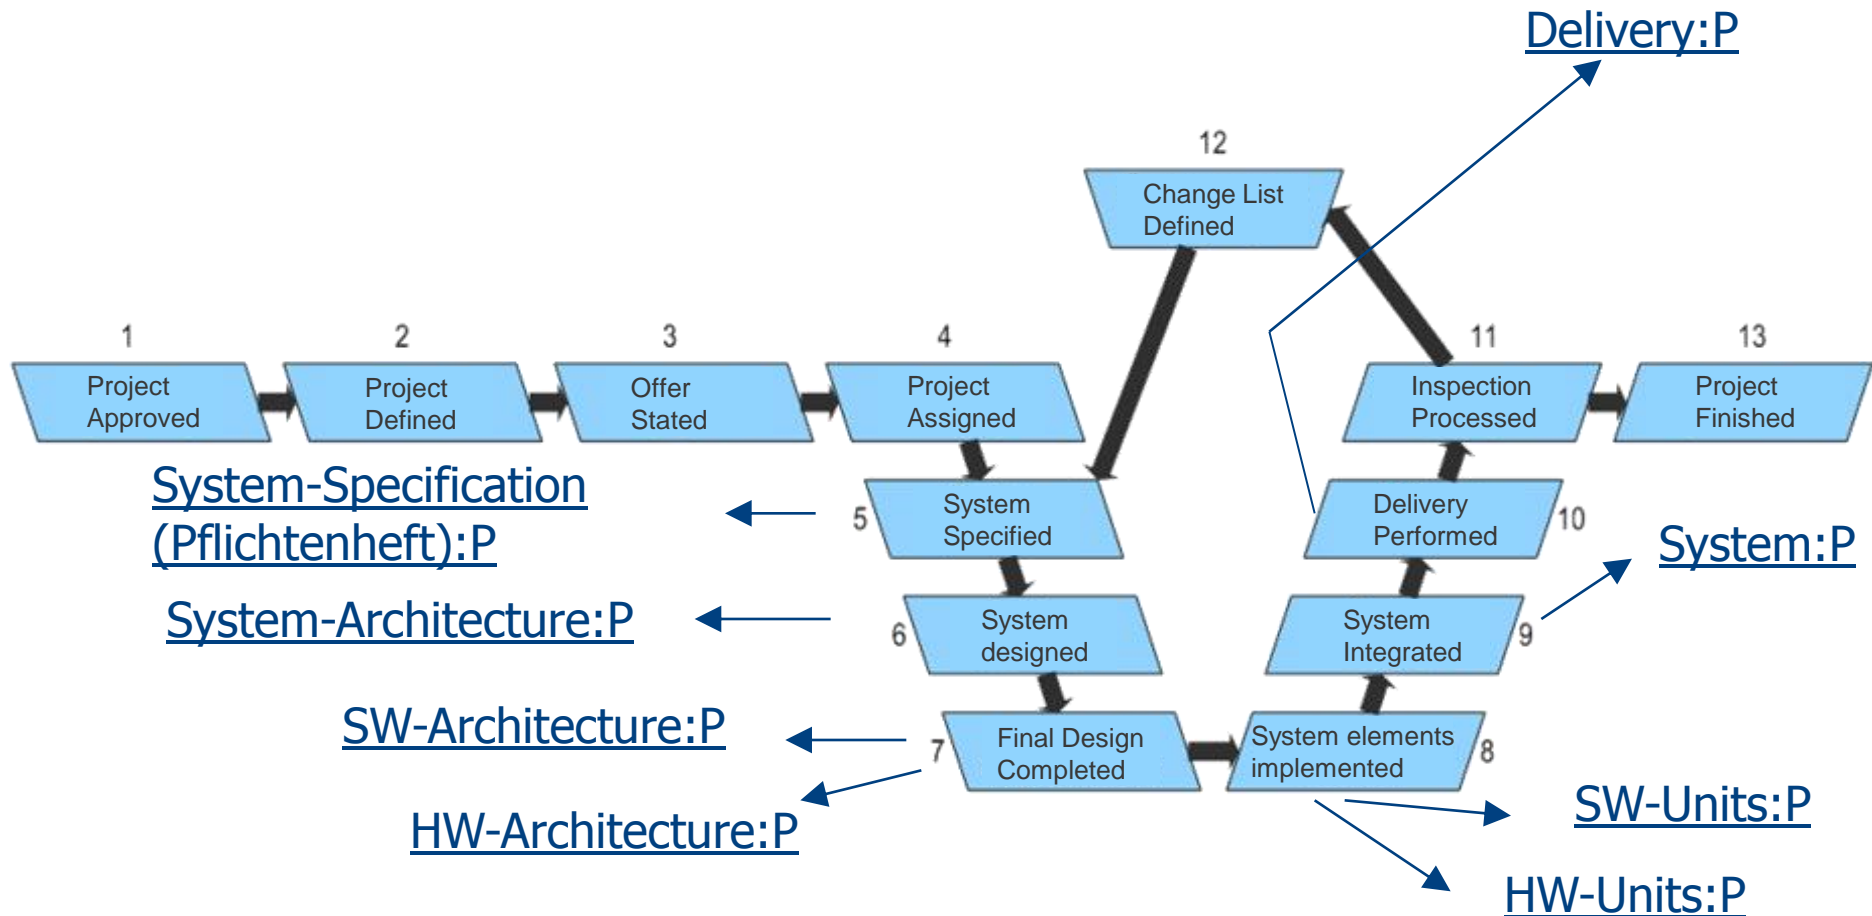 Delivery:P
12
Change List
Defined
1
2
3
4
11
13
Project
Approved
Project
Defined
Offer
Stated
Project
Assigned
Inspection
Processed
Project
Finished
System-Specification
(Pflichtenheft):P
5
System
Specified
Delivery
Performed
10
System:P
System-Architecture:P
6
System
designed
System
Integrated
9
SW-Architecture:P
7
Final Design
Completed
System elements
implemented
8
HW-Architecture:P
SW-Units:P
HW-Units:P